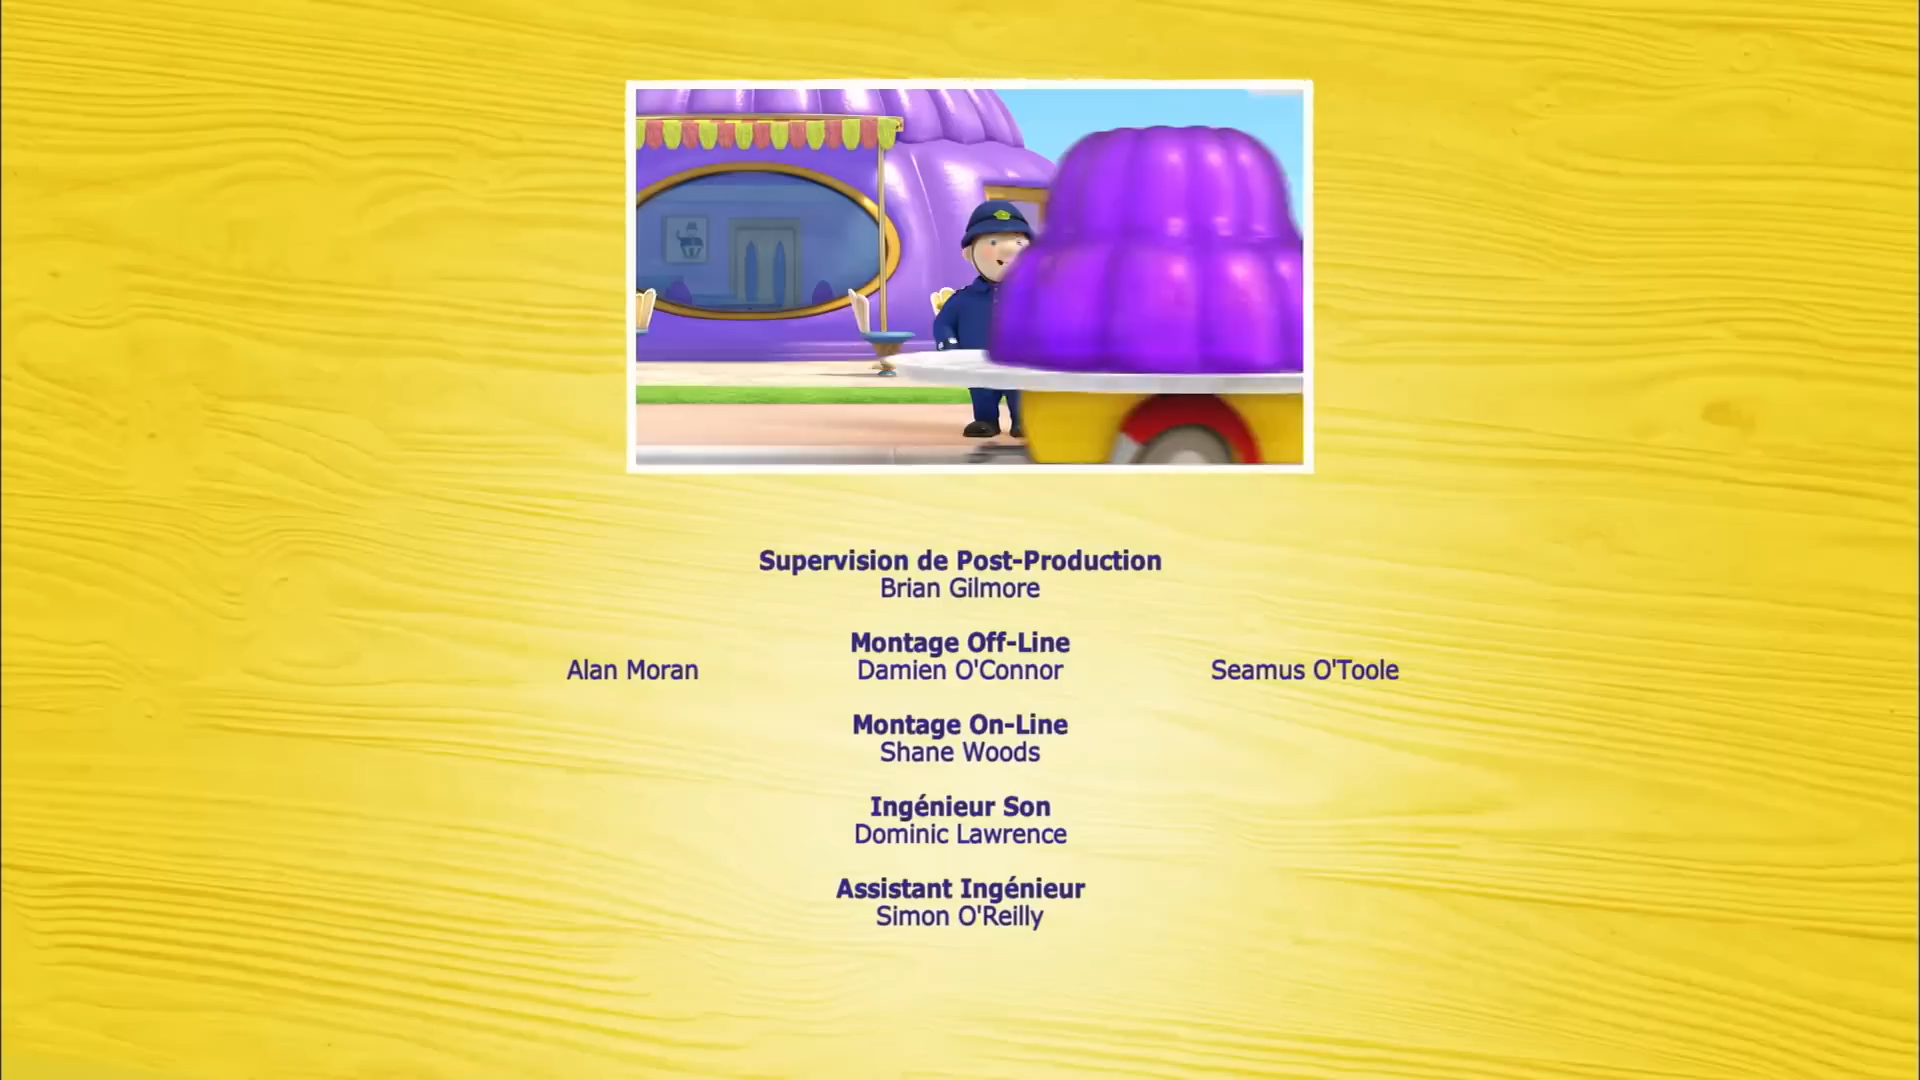 Supervision de Post-Production
Brian Gilmore
Montage Off-Line
Alan Moran Damien O'Connor Seamus O'Toole
Montage On-Line
Shane Woods
Ingénieur Son
Dominic Lawrence
Assistant Ingénieur
Simon O'Reilly